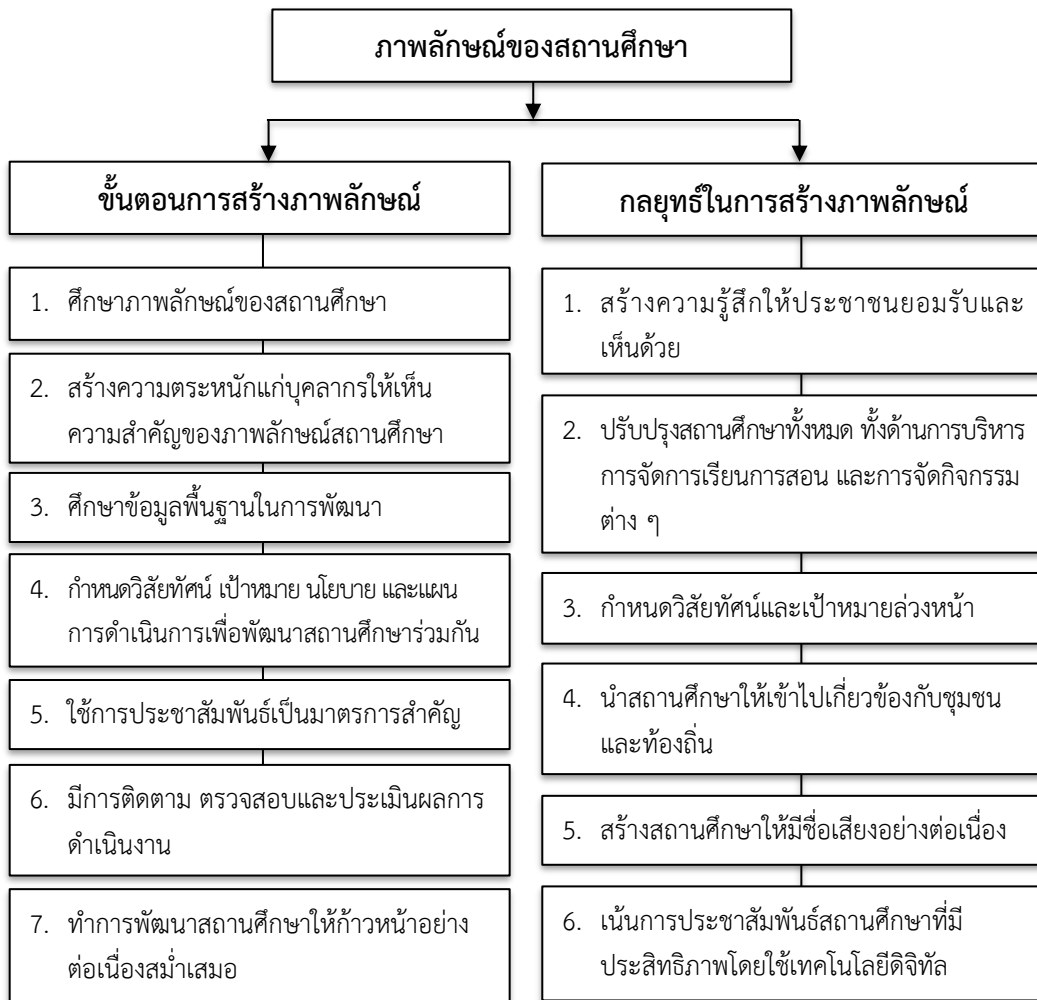 ภาพลักษณ์ของสถานศึกษา
ขั้นตอนการสร้างภาพลักษณ์
1. ศึกษาภาพลักษณ์ของสถานศึกษา
2. สร้างความตระหนักแก่บุคลากรให้เห็น
ความสำคัญของภาพลักษณ์สถานศึกษา
3. ศึกษาข้อมูลพื้นฐานในการพัฒนา
4. กำหนดวิสัยทัศน์ เป้าหมาย นโยบาย และแผน
การดำเนินการเพื่อพัฒนาสถานศึกษาร่วมกัน
5. ใช้การประชาสัมพันธ์เป็นมาตรการสำคัญ
6. มีการติดตาม ตรวจสอบและประเมินผลการ
ดำเนินงาน
7. ทำการพัฒนาสถานศึกษาให้ก้าวหน้าอย่าง
ต่อเนื่องสม่ำเสมอ
กลยุทธ์ในการสร้างภาพลักษณ์
1. สร้างความรู้สึกให้ประชาชนยอมรับและ
เห็นด้วย
2. ปรับปรุงสถานศึกษาทั้งหมด ทั้งด้านการบริหาร
การจัดการเรียนการสอน และการจัดกิจกรรม
ต่าง ๆ
3. กำหนดวิสัยทัศน์และเป้าหมายล่วงหน้า
4. นำสถานศึกษาให้เข้าไปเกี่ยวข้องกับชุมชน
และท้องถิ่น
5. สร้างสถานศึกษาให้มีชื่อเสียงอย่างต่อเนื่อง
6. เน้นการประชาสัมพันธ์สถานศึกษาที่มี
ประสิทธิภาพโดยใช้เทคโนโลยีดิจิทัล